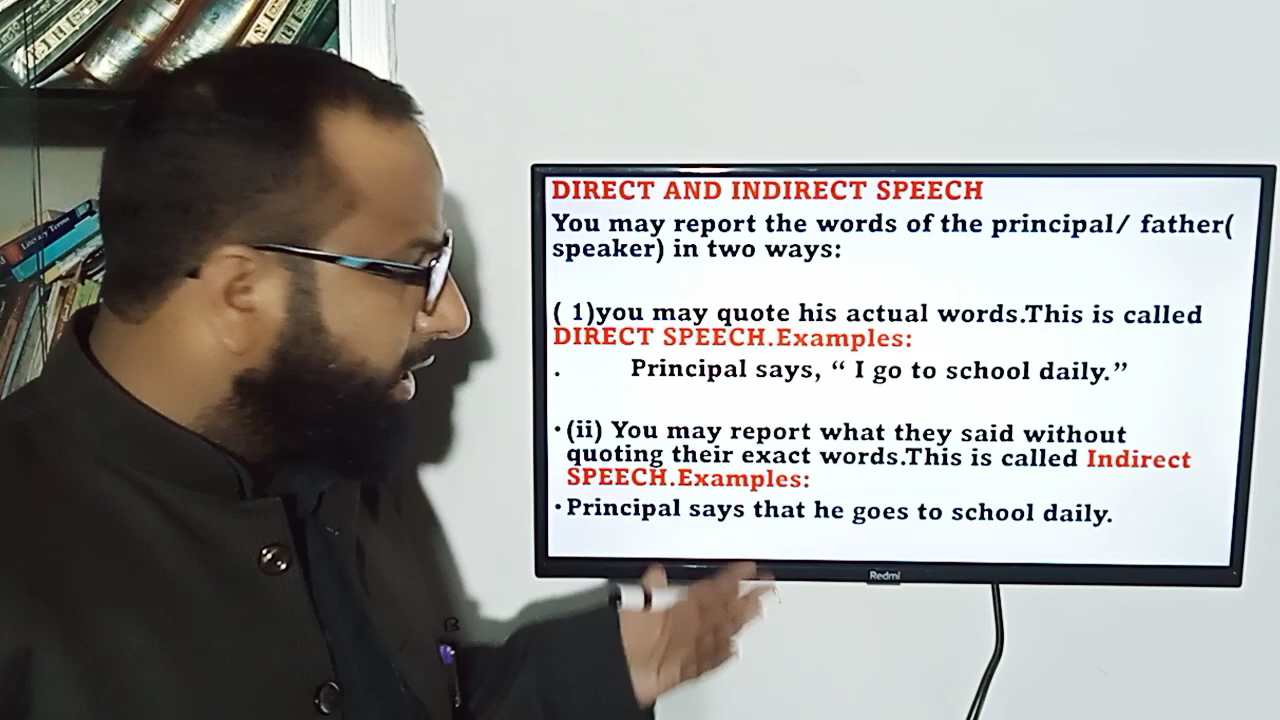 DIRECT AND INDIRECT SPEECH
You may report the words of the principal/ father(
speaker) in two ways:
( 1)you may quote his actual words.This is called
DIRECT SPEECH.Examples:
. Principal says, “ I go to school daily.”
•(ii) You may report what they said without
quoting their exact words.This is called Indirect
SPEECH.Examples:
•Principal says that he goes to school daily.
Redmi
Literary Terms
B